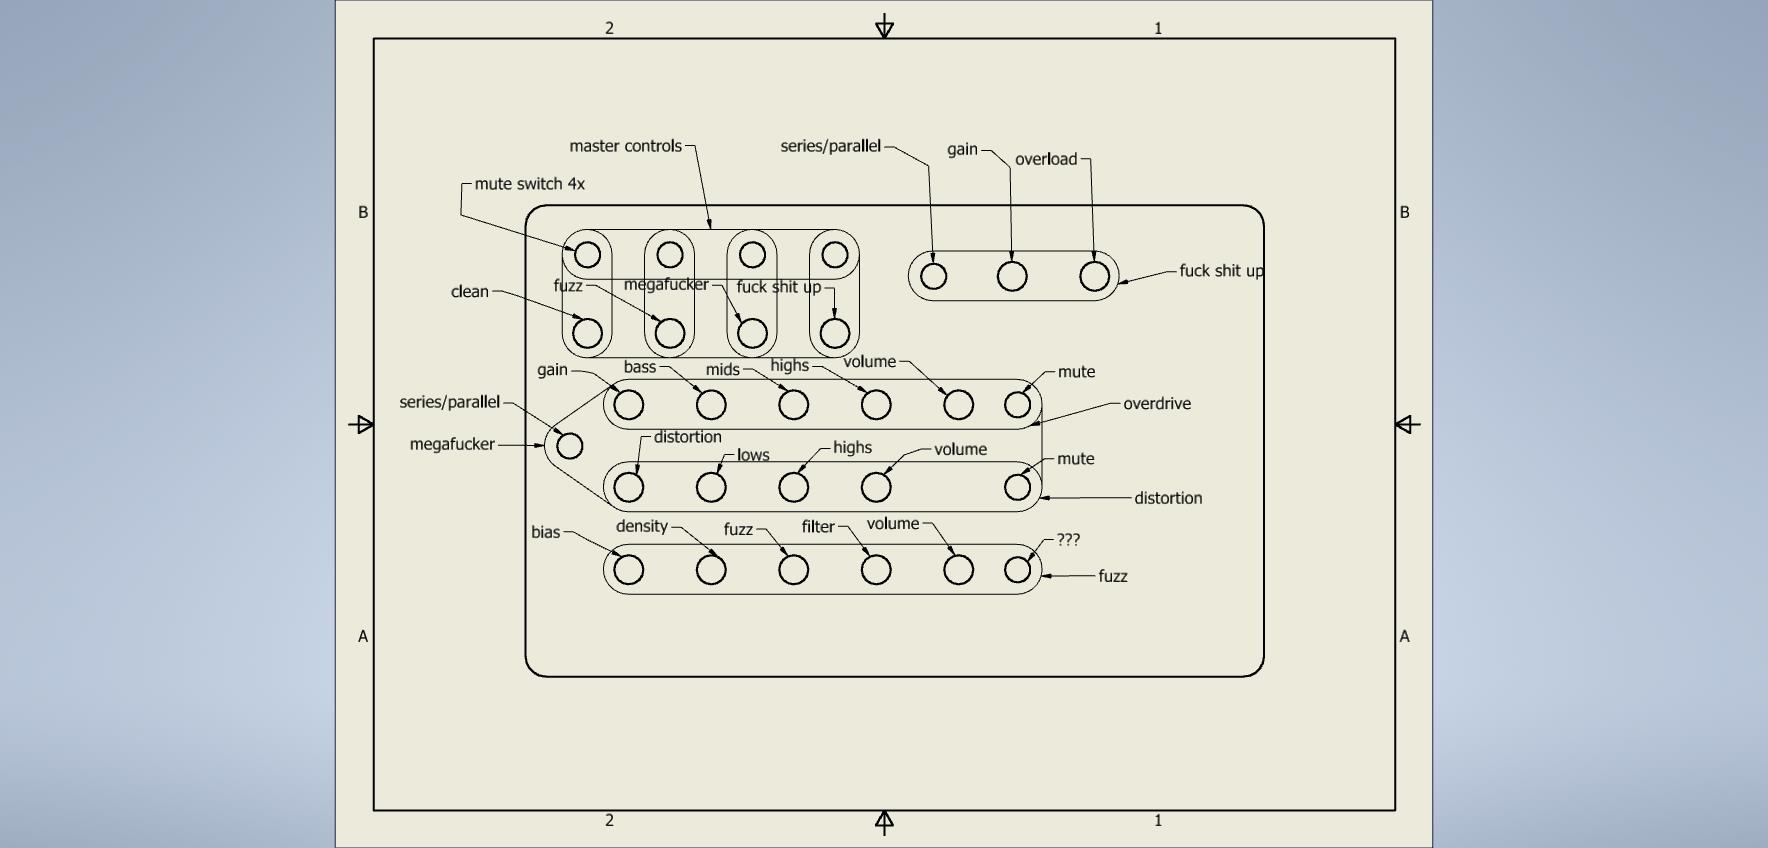 2
1
master controls
series/parallel
gain
overload
mute switch 4x
B
B
fuck shit up
clean
fuzz
megafucker
fuck shit up
gain
bass
mids
highs
volume
mute
series/parallel
overdrive
megafucker
distortion
lows
highs
volume
mute
distortion
bias
density
fuzz
filter
volume
???
fuzz
A
A
2
1